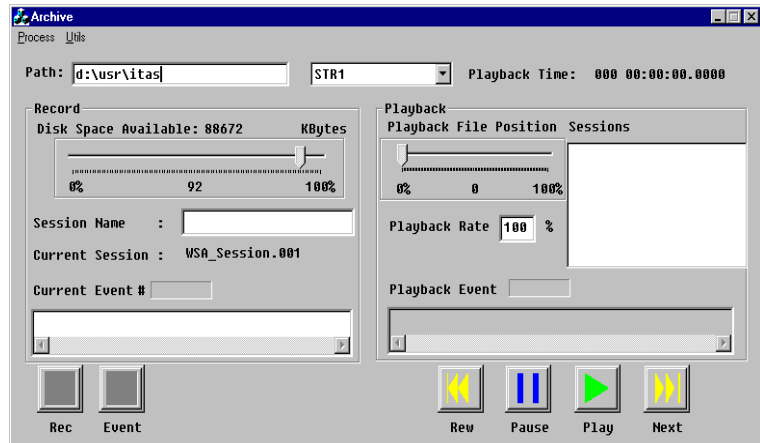 Archive
Process Utils
Path: d:\usr\itas STR1 Playback Time: 000 00:00:00.0000
Record
Disk Space Available: 88672 KBytes
0% 92 100%
Session Name :
Current Session : WSA_Session.001
Current Event #
Playback
Playback File Position Sessions
0% 0 100%
Playback Rate 100 %
Playback Event
Rec Event Rew Pause Play Next